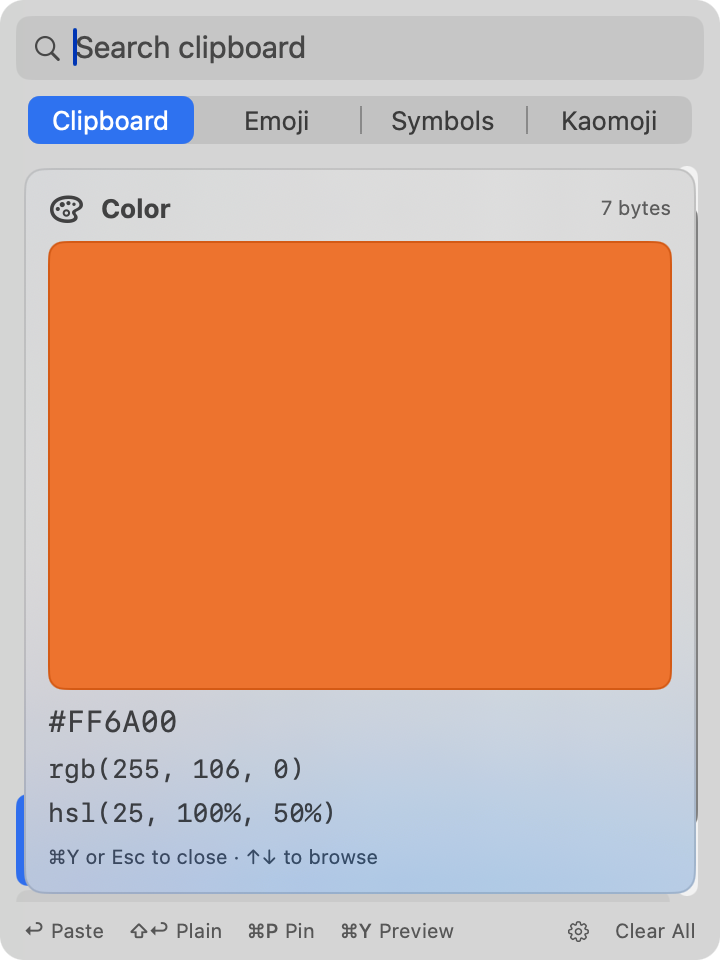 Search clipboard
Clipboard Emoji Symbols Kaomoji
Color 7 bytes
#FF6A00
rgb(255, 106, 0)
hsl(25, 100%, 50%)
⌘Y or Esc to close · ↑↓ to browse
↩ Paste ⇧↩ Plain ⌘P Pin ⌘Y Preview Clear All